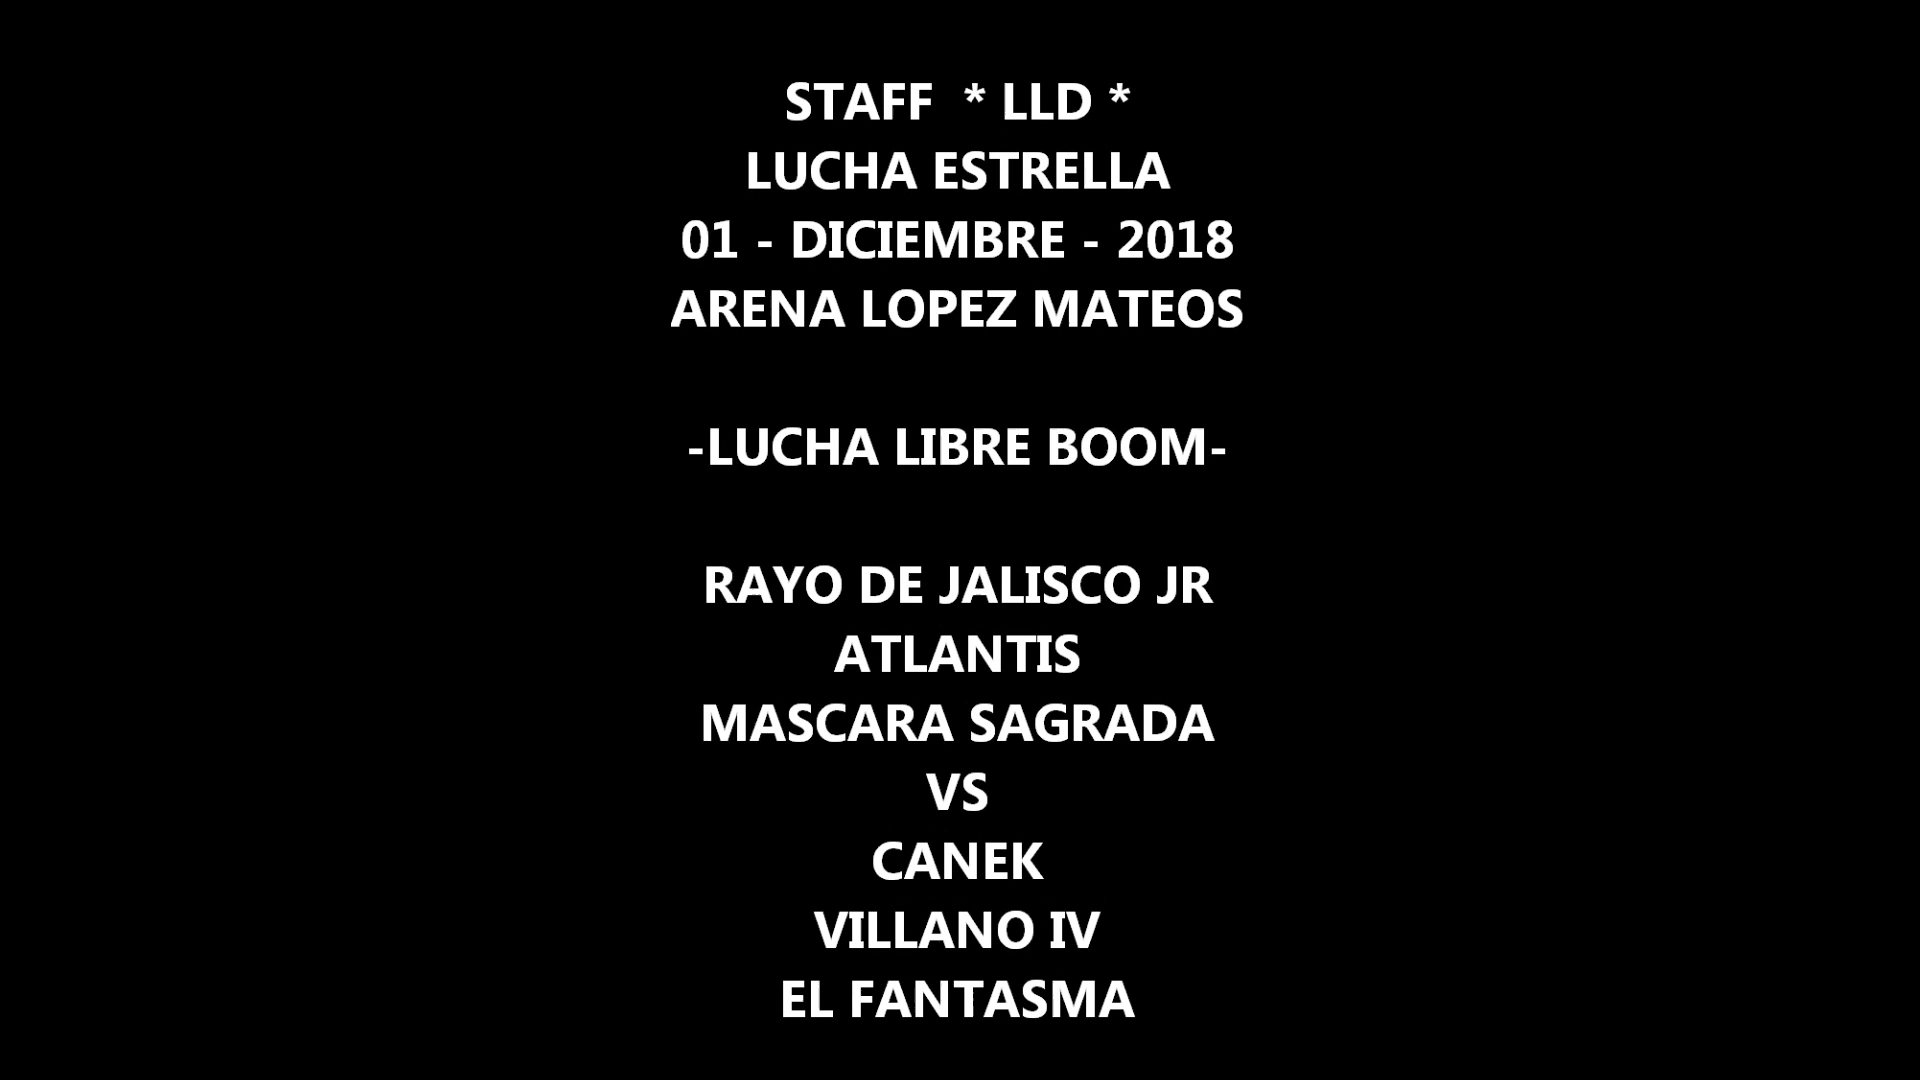 STAFF  * LLD *
LUCHA ESTRELLA
01 - DICIEMBRE - 2018
ARENA LOPEZ MATEOS
-LUCHA LIBRE BOOM-
RAYO DE JALISCO JR
ATLANTIS
MASCARA SAGRADA
VS
CANEK
VILLANO IV
EL FANTASMA